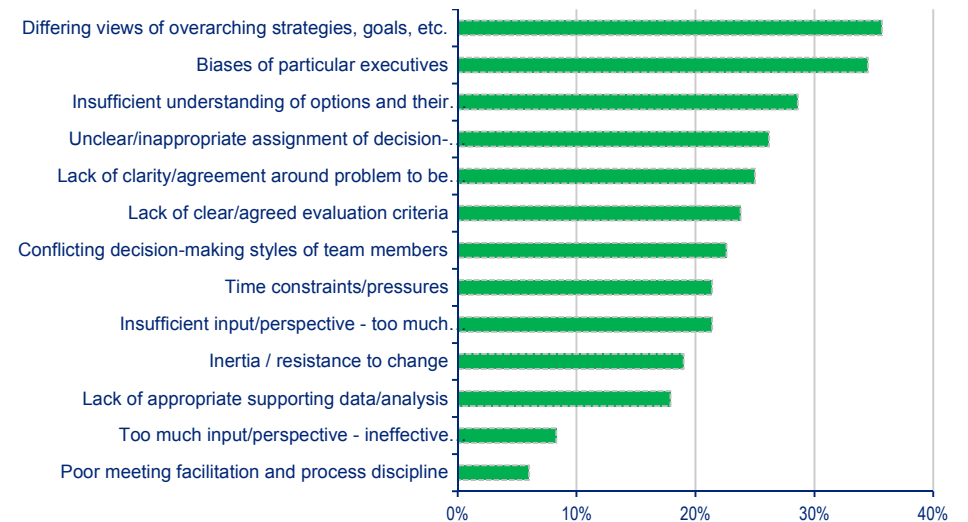 Differing views of overarching strategies, goals, etc.
Biases of particular executives
Insufficient understanding of options and their…
Unclear/inappropriate assignment of decision-…
Lack of clarity/agreement around problem to be…
Lack of clear/agreed evaluation criteria
Conflicting decision-making styles of team members
Time constraints/pressures
Insufficient input/perspective - too much…
Inertia / resistance to change
Lack of appropriate supporting data/analysis
Too much input/perspective - ineffective…
Poor meeting facilitation and process discipline
0% 10% 20% 30% 40%